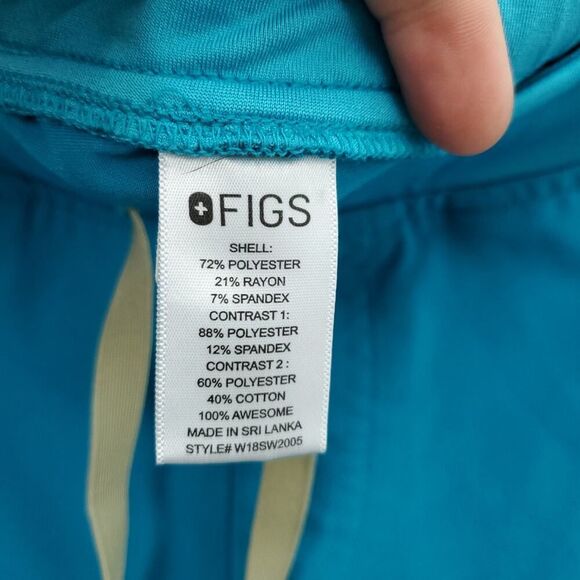 FIGS
SHELL:
72% POLYESTER
21% RAYON
7% SPANDEX
CONTRAST 1:
88% POLYESTER
12% SPANDEX
CONTRAST 2 :
60% POLYESTER
40% COTTON
100% AWESOME
MADE IN SRI LANKA
STYLE# W18SW2005